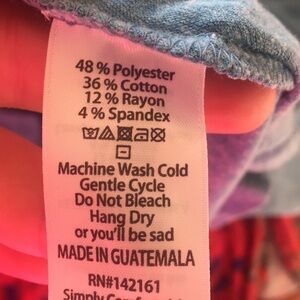 48 % Polyester
36 % Cotton
12 % Rayon
4 % Spandex
Machine Wash Cold
Gentle Cycle
Do Not Bleach
Hang Dry
or you'll be sad
MADE IN GUATEMALA
RN#142161
Simply